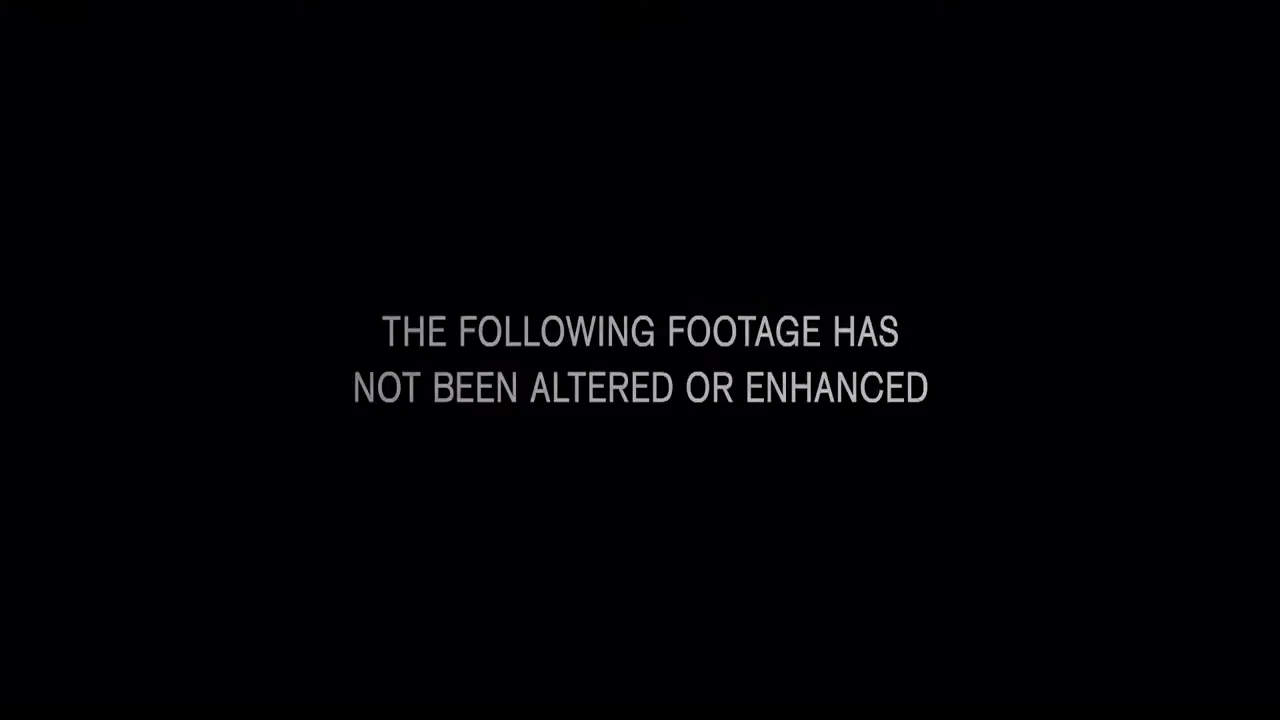 THE FOLLOWING FOOTAGE HAS
NOT BEEN ALTERED OR ENHANCED